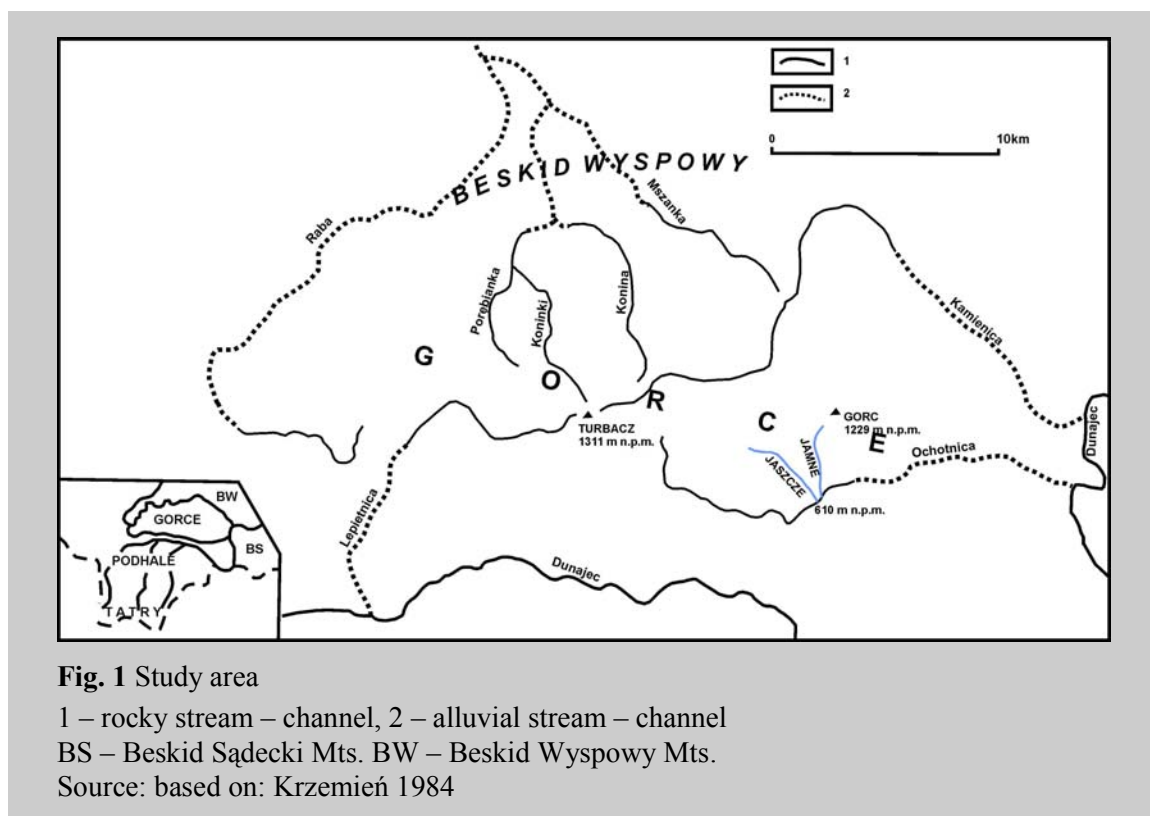 1
2
0 10km
BESKID WYSPOWY
Mszanka
Raba
Porębianka
Koninki
Konina
Kamienica
GORCE
TURBACZ
1311 m n.p.m.
GORC
1229 m n.p.m.
JAMNE
JASZCZE
Ochotnica
Dunajec
610 m n.p.m.
Lepietnica
Dunajec
BW
GORCE
BS
PODHALE
TATRY
Fig. 1 Study area
1 – rocky stream – channel, 2 – alluvial stream – channel
BS – Beskid Sądecki Mts. BW – Beskid Wyspowy Mts.
Source: based on: Krzemień 1984